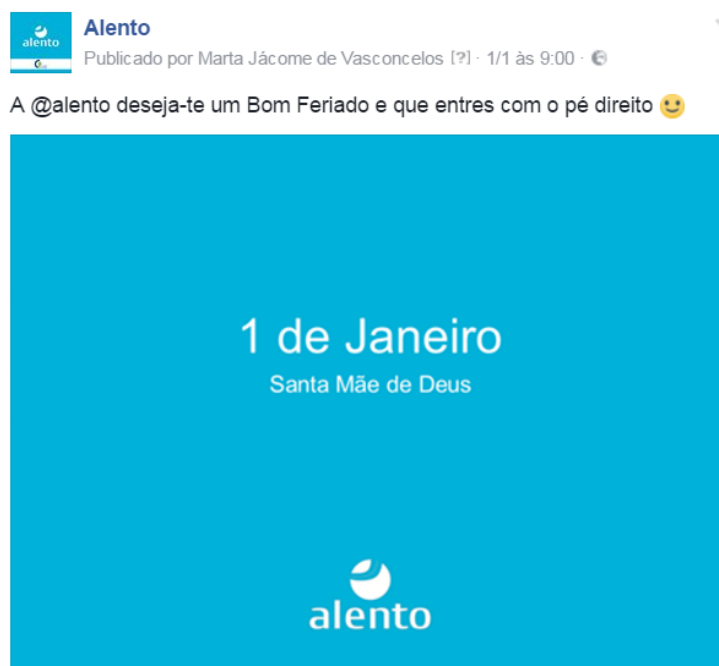 alento
Alento
Publicado por Marta Jácome de Vasconcelos [?] · 1/1 às 9:00 ·
A @alento deseja-te um Bom Feriado e que entres com o pé direito
1 de Janeiro
Santa Mãe de Deus
alento